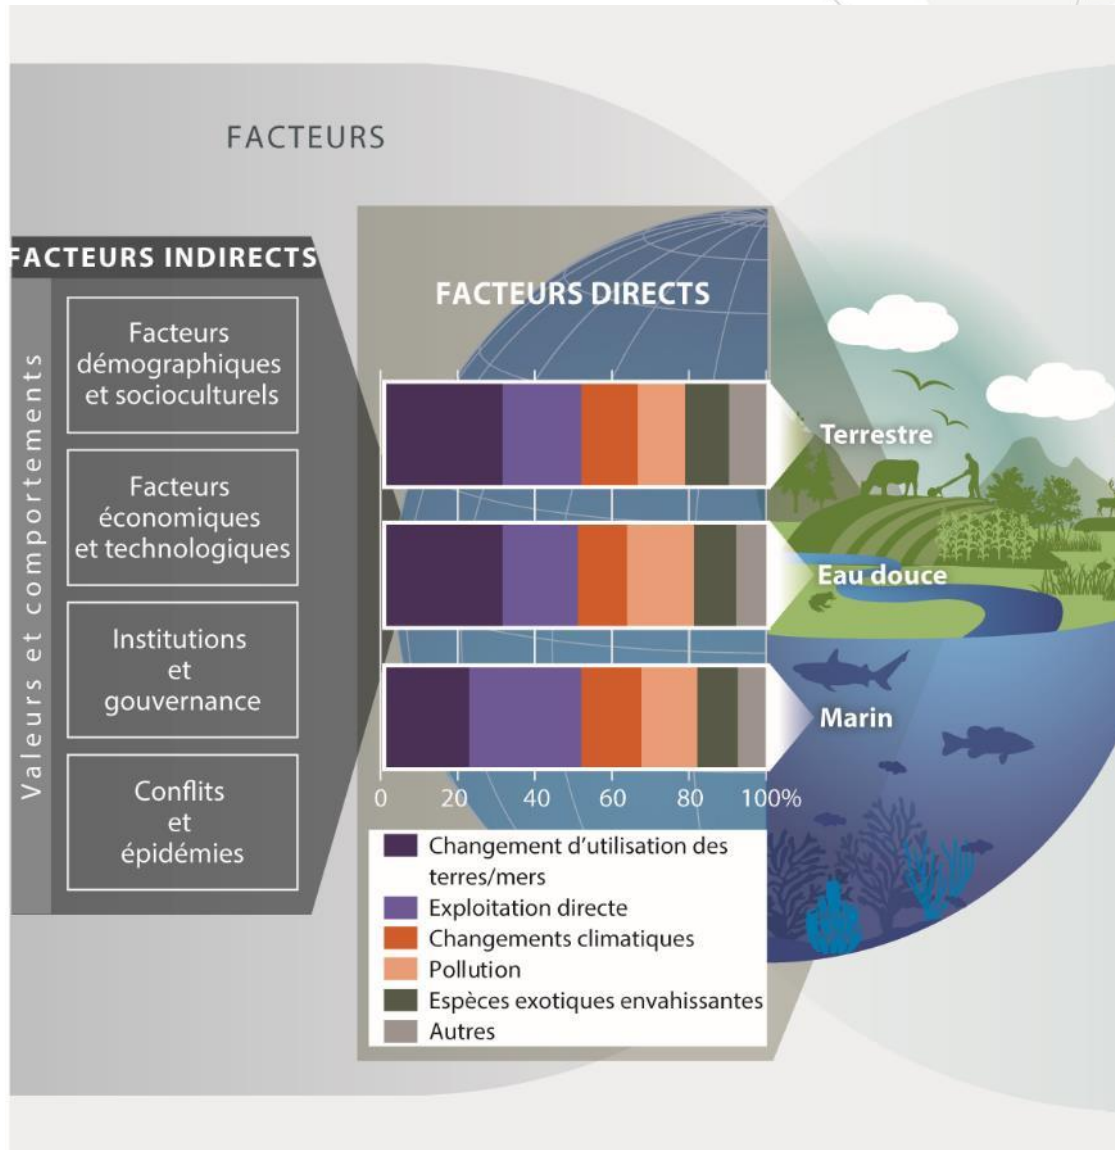 FACTEURS
FACTEURS INDIRECTS
Valeurs et comportements
Facteurs
démographiques
et socioculturels
Facteurs
économiques
et technologiques
Institutions
et
gouvernance
Conflits
et
épidémies
FACTEURS DIRECTS
Terrestre
Eau douce
Marin
0 20 40 60 80 100%
Changement d'utilisation des
terres/mers
Exploitation directe
Changements climatiques
Pollution
Espèces exotiques envahissantes
Autres